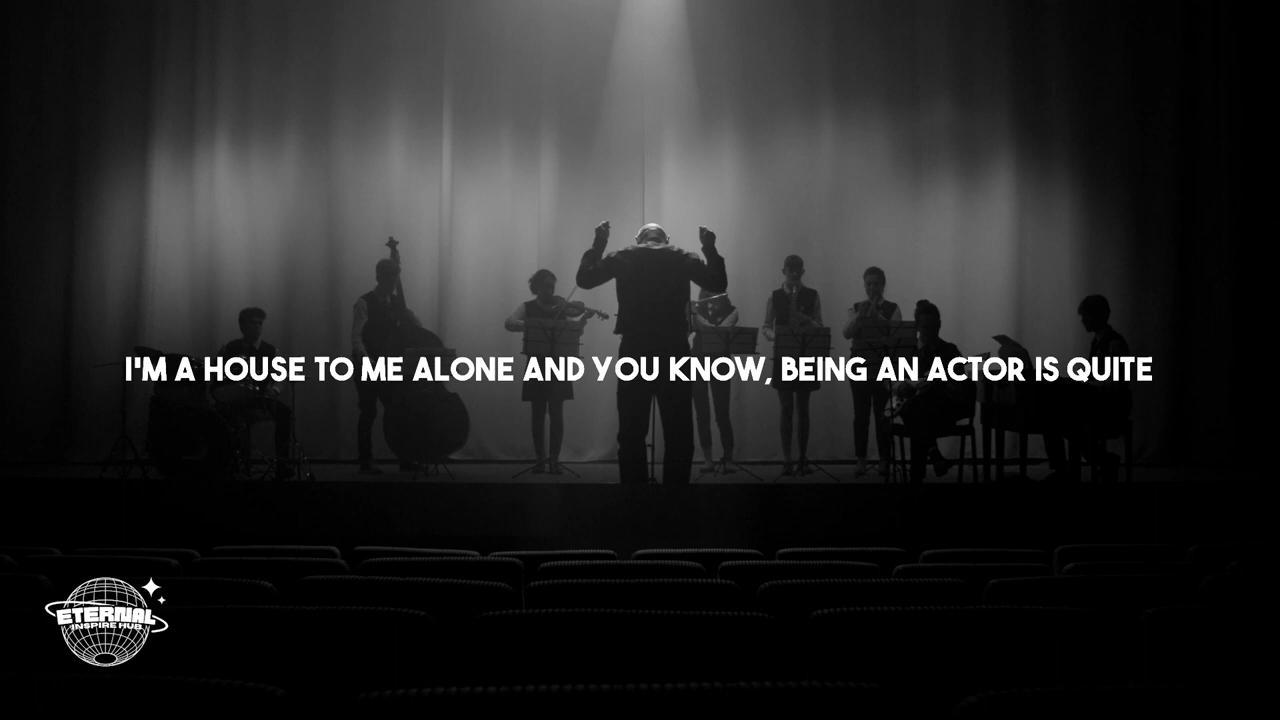 I'M A HOUSE TO ME ALONE AND YOU KNOW, BEING AN ACTOR IS QUITE
ETERNAL
INSPIRE HUB